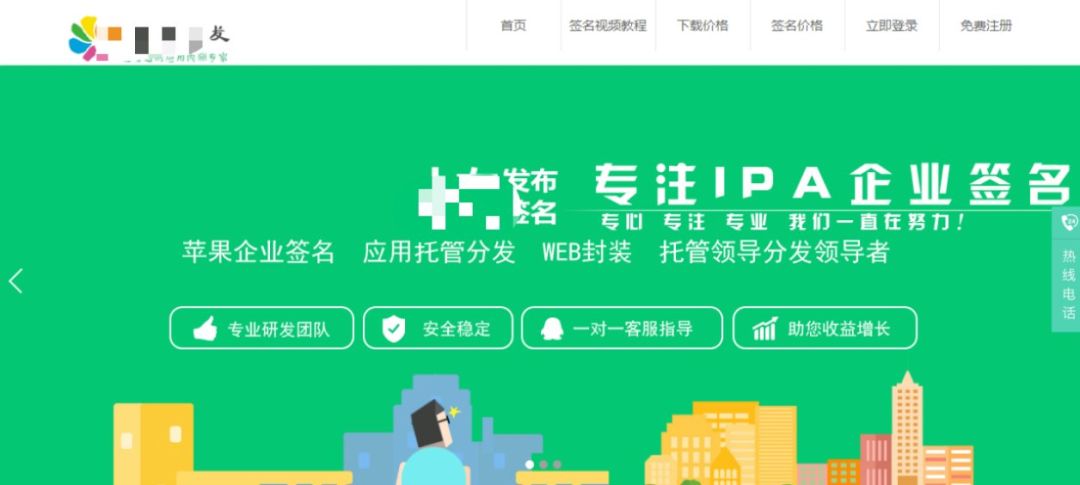 发
首页 签名视频教程 下载价格 签名价格 立即登录 免费注册
发布
签名
专注IPA企业签名
专心 专注 专业 我们一直在努力!
苹果企业签名 应用托管分发 WEB封装 托管领导分发领导者
专业研发团队 安全稳定 一对一客服指导 助您收益增长
24
热线电话